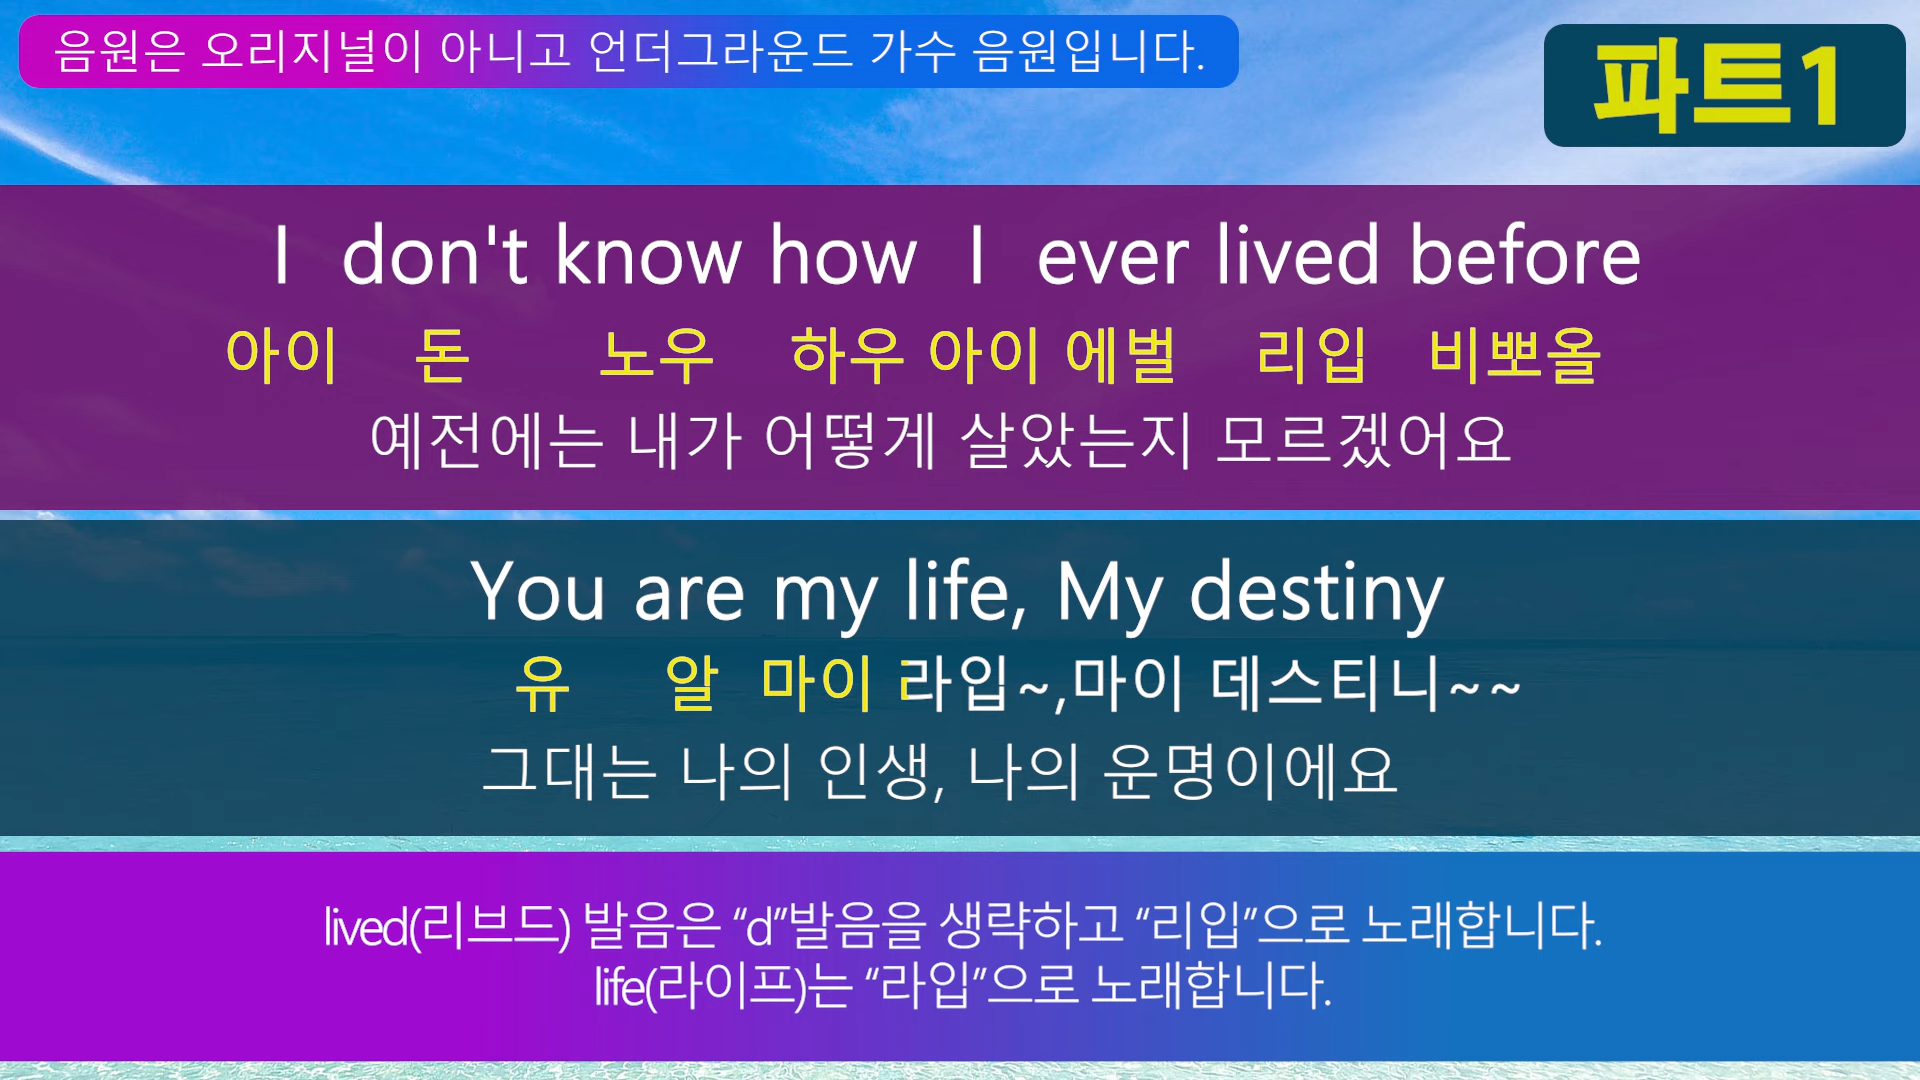 음원은 오리지널이 아니고 언더그라운드 가수 음원입니다.
파트1
I don't know how I ever lived before
아이 돈 노우 하우 아이 에벌 리입 비뽀올
예전에는 내가 어떻게 살았는지 모르겠어요
You are my life, My destiny
유 알 마이 라입~,마이 데스티니~~
그대는 나의 인생, 나의 운명이에요
lived(리브드) 발음은 “d”발음을 생략하고 “리입”으로 노래합니다.
life(라이프)는 “라입”으로 노래합니다.